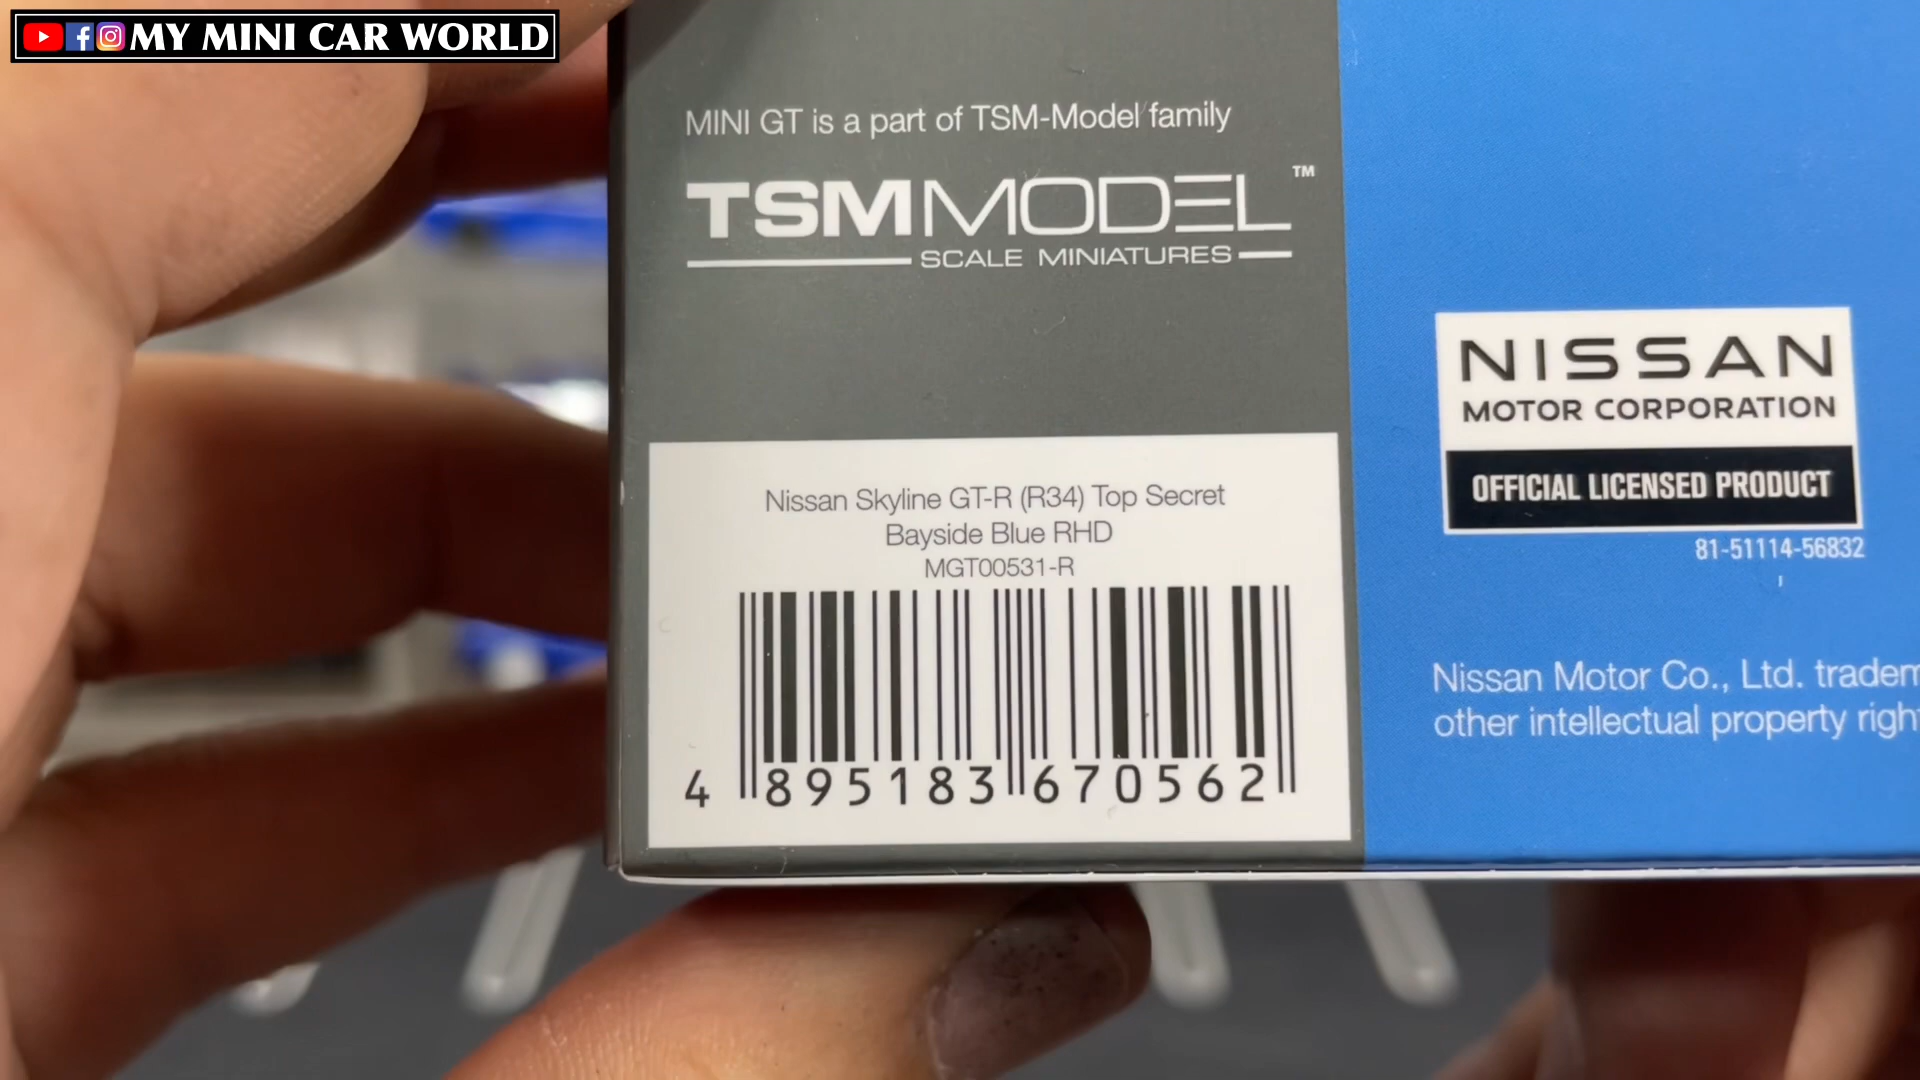 MY MINI CAR WORLD
MINI GT is a part of TSM-Model family
TSMMODEL™
SCALE MINIATURES
NISSAN
MOTOR CORPORATION
OFFICIAL LICENSED PRODUCT
81-51114-56832
Nissan Skyline GT-R (R34) Top Secret
Bayside Blue RHD
MGT00531-R
4 895183 670562
Nissan Motor Co., Ltd.
other intellectual property